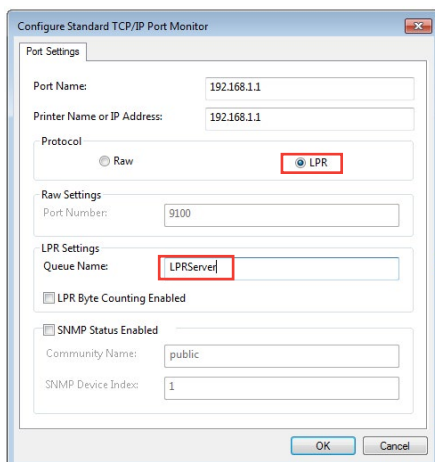 Configure Standard TCP/IP Port Monitor
Port Settings
Port Name: 192.168.1.1
Printer Name or IP Address: 192.168.1.1
Protocol
Raw LPR
Raw Settings
Port Number: 9100
LPR Settings
Queue Name: LPRServer
LPR Byte Counting Enabled
SNMP Status Enabled
Community Name: public
SNMP Device Index: 1
OK Cancel